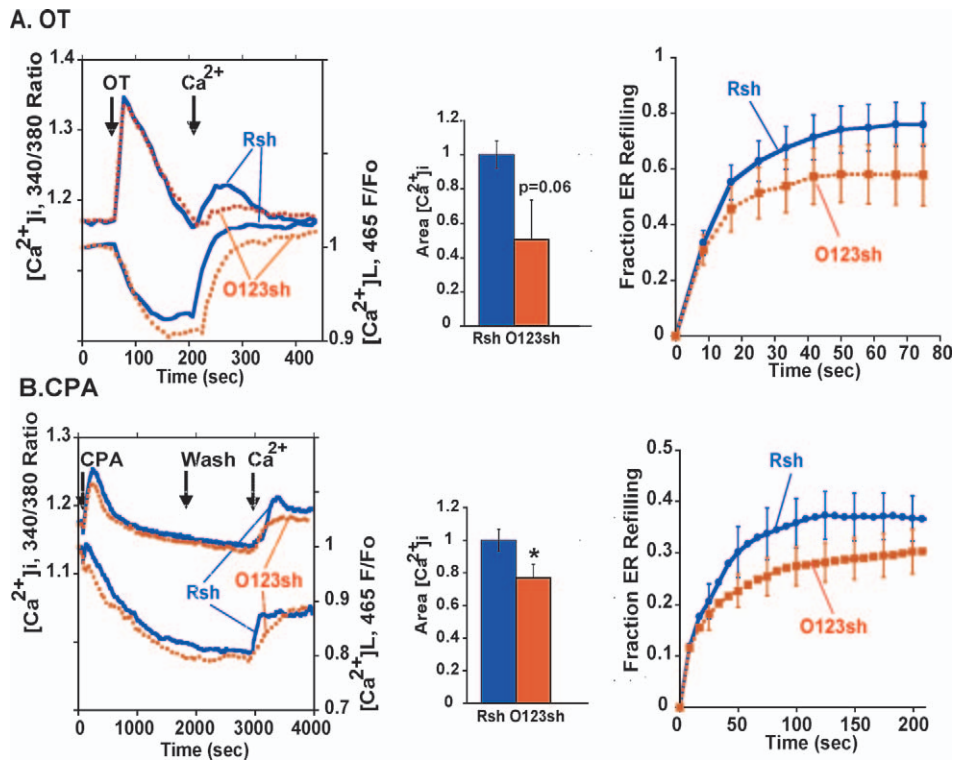 A. OT
[Ca2+]i, 340/380 Ratio
1.4
1.3
1.2
1.1
OT
Ca2+
Rsh
O123sh
1
0.9
[Ca2+]L, 465 F/Fo
0 100 200 300 400
Time (sec)
Area [Ca2+]i
1.2
1
0.8
0.6
0.4
0.2
0
p=0.06
Rsh O123sh
Fraction ER Refilling
1
0.8
0.6
0.4
0.2
0
Rsh
O123sh
0 10 20 30 40 50 60 70 80
Time (sec)
B.CPA
[Ca2+]i, 340/380 Ratio
1.3
1.2
1.1
CPA
Wash
Ca2+
Rsh
O123sh
1
0.9
0.8
0.7
[Ca2+]L, 465 F/Fo
0 1000 2000 3000 4000
Time (sec)
Area [Ca2+]i
1.2
1
0.8
0.6
0.4
0.2
0
*
Rsh O123sh
Fraction ER Refilling
0.5
0.4
0.3
0.2
0.1
0
Rsh
O123sh
0 50 100 150 200
Time (sec)